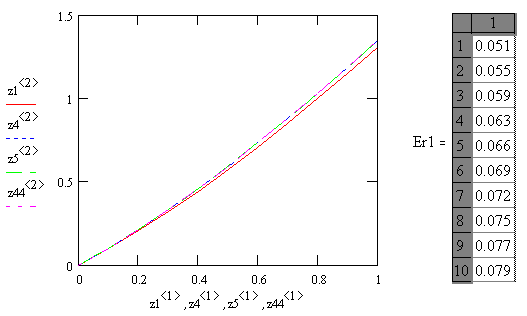 1.5
1
0.5
0
0 0.2 0.4 0.6 0.8 1
z1<2>
z4<2>
z5<2>
z44<2>
z1<1> , z4<1> , z5<1> , z44<1>
Er1 =
1
1 0.051
2 0.055
3 0.059
4 0.063
5 0.066
6 0.069
7 0.072
8 0.075
9 0.077
10 0.079